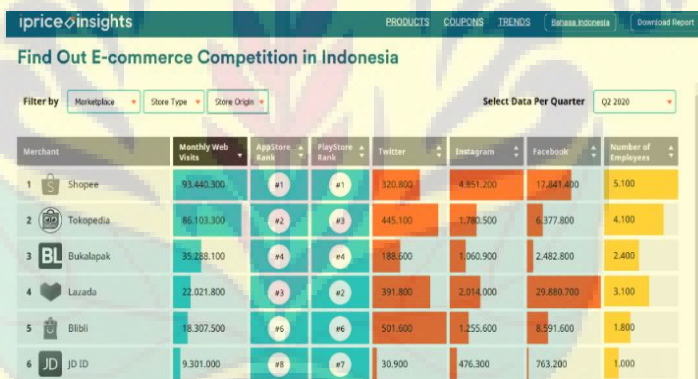 iprice insights PRODUCTS COUPONS TRENDS Bahasa Indonesia Download Report
Find Out E-commerce Competition in Indonesia
Filter by Marketplace Store Type Store Origin Select Data Per Quarter Q2 2020
Merchant Monthly Web Visits AppStore Rank PlayStore Rank Twitter Instagram Facebook Number of Employees
1 S Shopee 93.440.300 #1 #1 320.800 4.951.200 17.841.400 5.100
2 Tokopedia 86.103.300 #2 #3 445.100 1.780.500 6.377.800 4.100
3 BL Bukalapak 35.288.100 #4 #4 188.600 1.060.900 2.482.800 2.400
4 Lazada 22.021.800 #3 #2 391.800 2.014.000 29.880.700 3.100
5 Blibli 18.307.500 #6 #6 501.600 1.255.600 8.591.600 1.800
6 JD JD ID 9.301.000 #8 #7 30.900 476.300 763.200 1.000